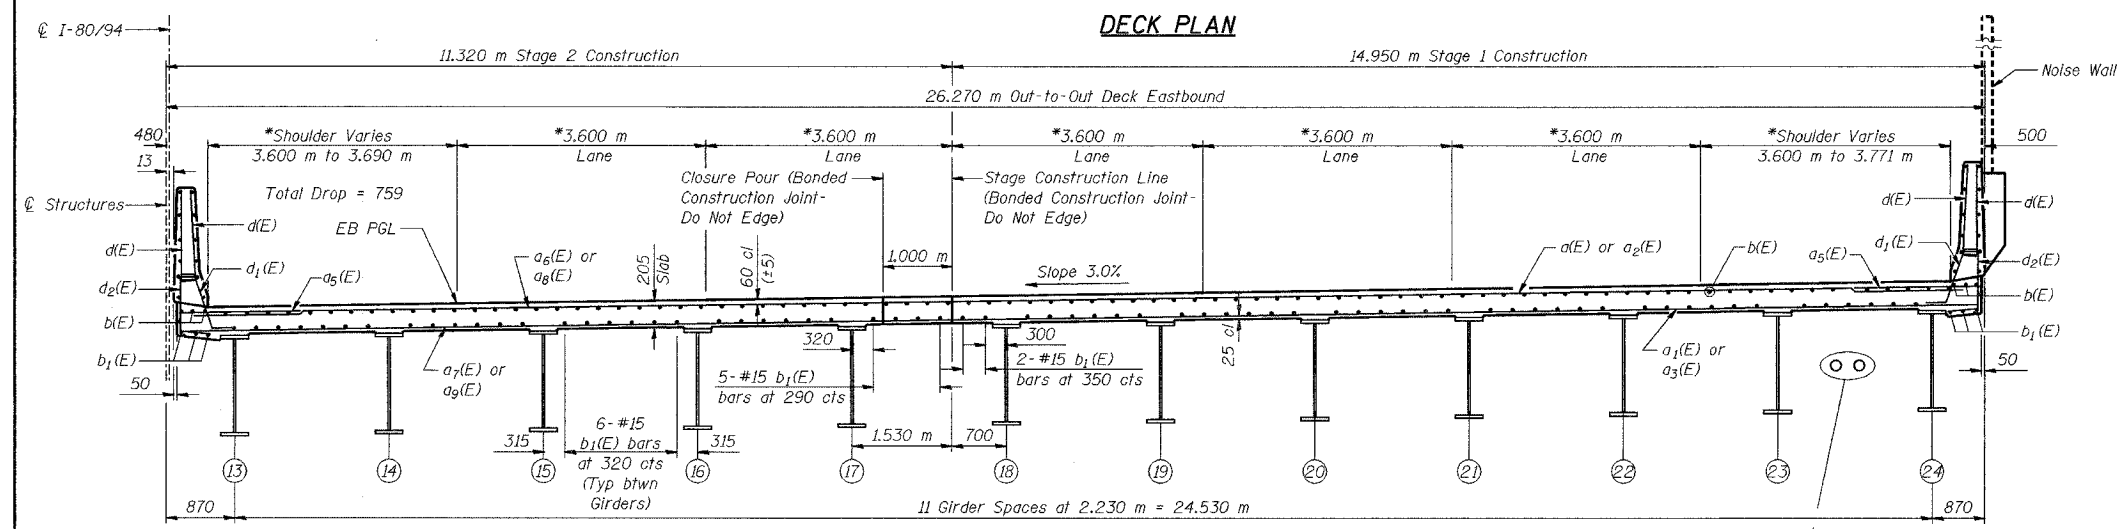 DECK PLAN
℄ I-80/94
11.320 m Stage 2 Construction
14.950 m Stage 1 Construction
Noise Wall
26.270 m Out-to-Out Deck Eastbound
480
*Shoulder Varies
3.600 m to 3.690 m
*3.600 m
Lane
*3.600 m
Lane
*3.600 m
Lane
*3.600 m
Lane
*3.600 m
Lane
*Shoulder Varies
3.600 m to 3.771 m
500
13
Total Drop = 759
Closure Pour (Bonded
Construction Joint-
Do Not Edge)
Stage Construction Line
(Bonded Construction Joint-
Do Not Edge)
℄ Structures
d(E)
EB PGL
d(E)
d(E)
d(E)
d1(E)
a5(E)
a6(E) or
a8(E)
205
Slab
60 cl
(±5)
1.000 m
Slope 3.0%
a(E) or a2(E)
b(E)
a5(E)
d1(E)
d2(E)
d2(E)
b(E)
b(E)
b1(E)
b1(E)
320
300
25 cl
50
a7(E) or
a9(E)
5-#15 b1(E)
bars at 290 cts
2-#15 b1(E)
bars at 350 cts
a1(E) or
a3(E)
50
315
6-#15
b1(E) bars
at 320 cts
(Typ btwn
Girders)
315
1.530 m
700
13
14
15
16
17
18
19
20
21
22
23
24
870
11 Girder Spaces at 2.230 m = 24.530 m
870